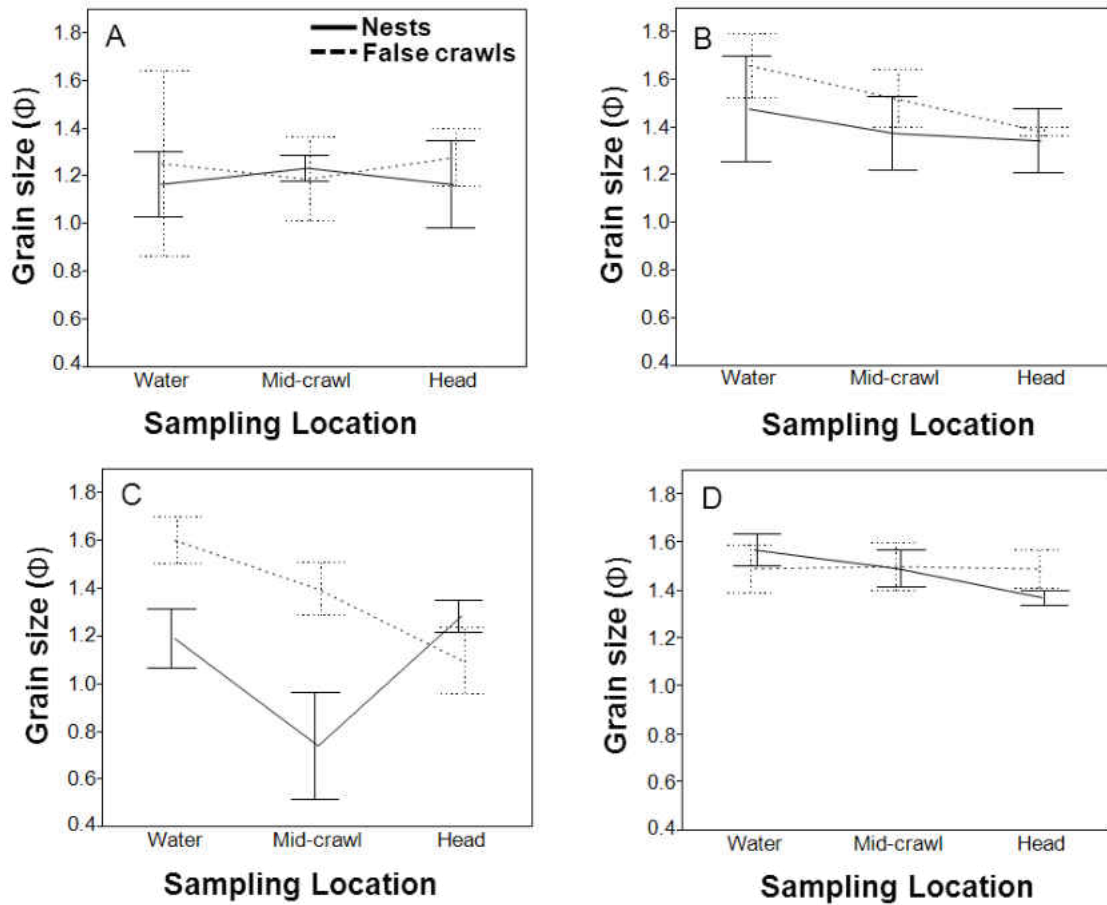 A
Nests
False crawls
1.8
1.6
1.4
1.2
1.0
0.8
0.6
0.4
Grain size (Φ)
Water Mid-crawl Head
Sampling Location
B
1.8
1.6
1.4
1.2
1.0
0.8
0.6
0.4
Grain size (Φ)
Water Mid-crawl Head
Sampling Location
C
1.8
1.6
1.4
1.2
1.0
0.8
0.6
0.4
Grain size (Φ)
Water Mid-crawl Head
Sampling Location
D
1.8
1.6
1.4
1.2
1.0
0.8
0.6
0.4
Grain size (Φ)
Water Mid-crawl Head
Sampling Location